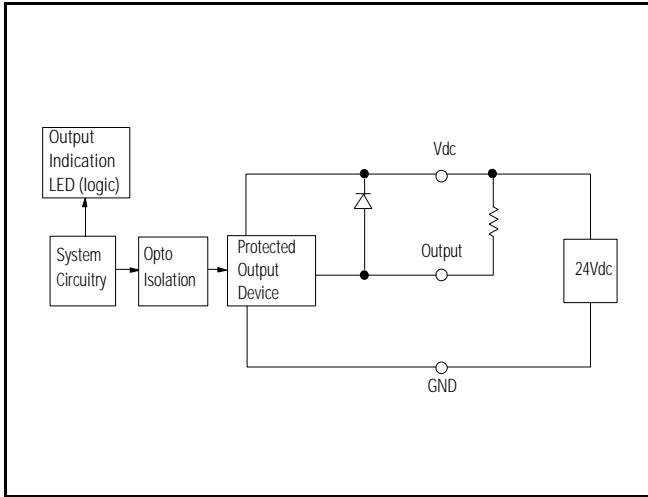 Output
Indication
LED (logic)
System
Circuitry
Opto
Isolation
Protected
Output
Device
Vdc
Output
GND
24Vdc